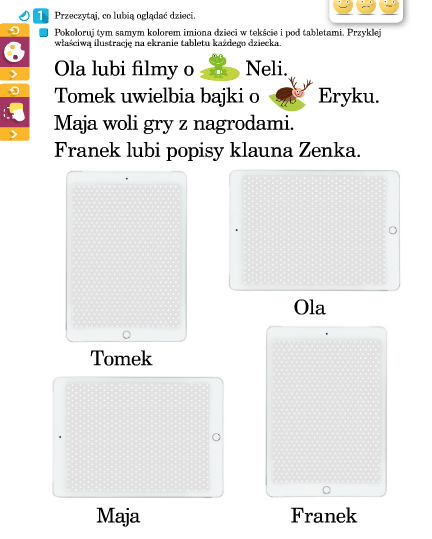 1 Przeczytaj, co lubią oglądać dzieci.
Pokoloruj tym samym kolorem imiona dzieci w tekście i pod tabletami. Przyklej
właściwą ilustrację na ekranie tabletu każdego dziecka.
Ola lubi filmy o Neli.
Tomek uwielbia bajki o Eryku.
Maja woli gry z nagrodami.
Franek lubi popisy klauna Zenka.
Ola
Tomek
Maja
Franek